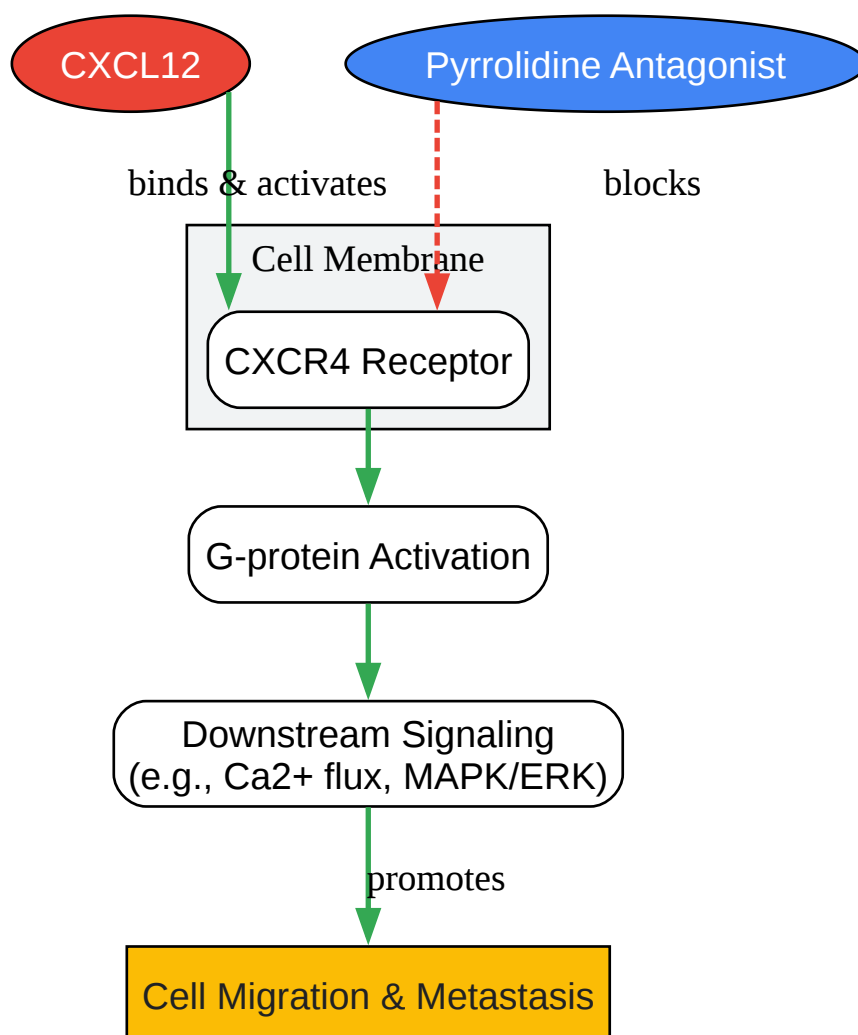 CXCL12
Pyrrolidine Antagonist
binds & activates
blocks
Cell Membrane
CXCR4 Receptor
G-protein Activation
Downstream Signaling
(e.g., Ca2+ flux, MAPK/ERK)
promotes
Cell Migration & Metastasis